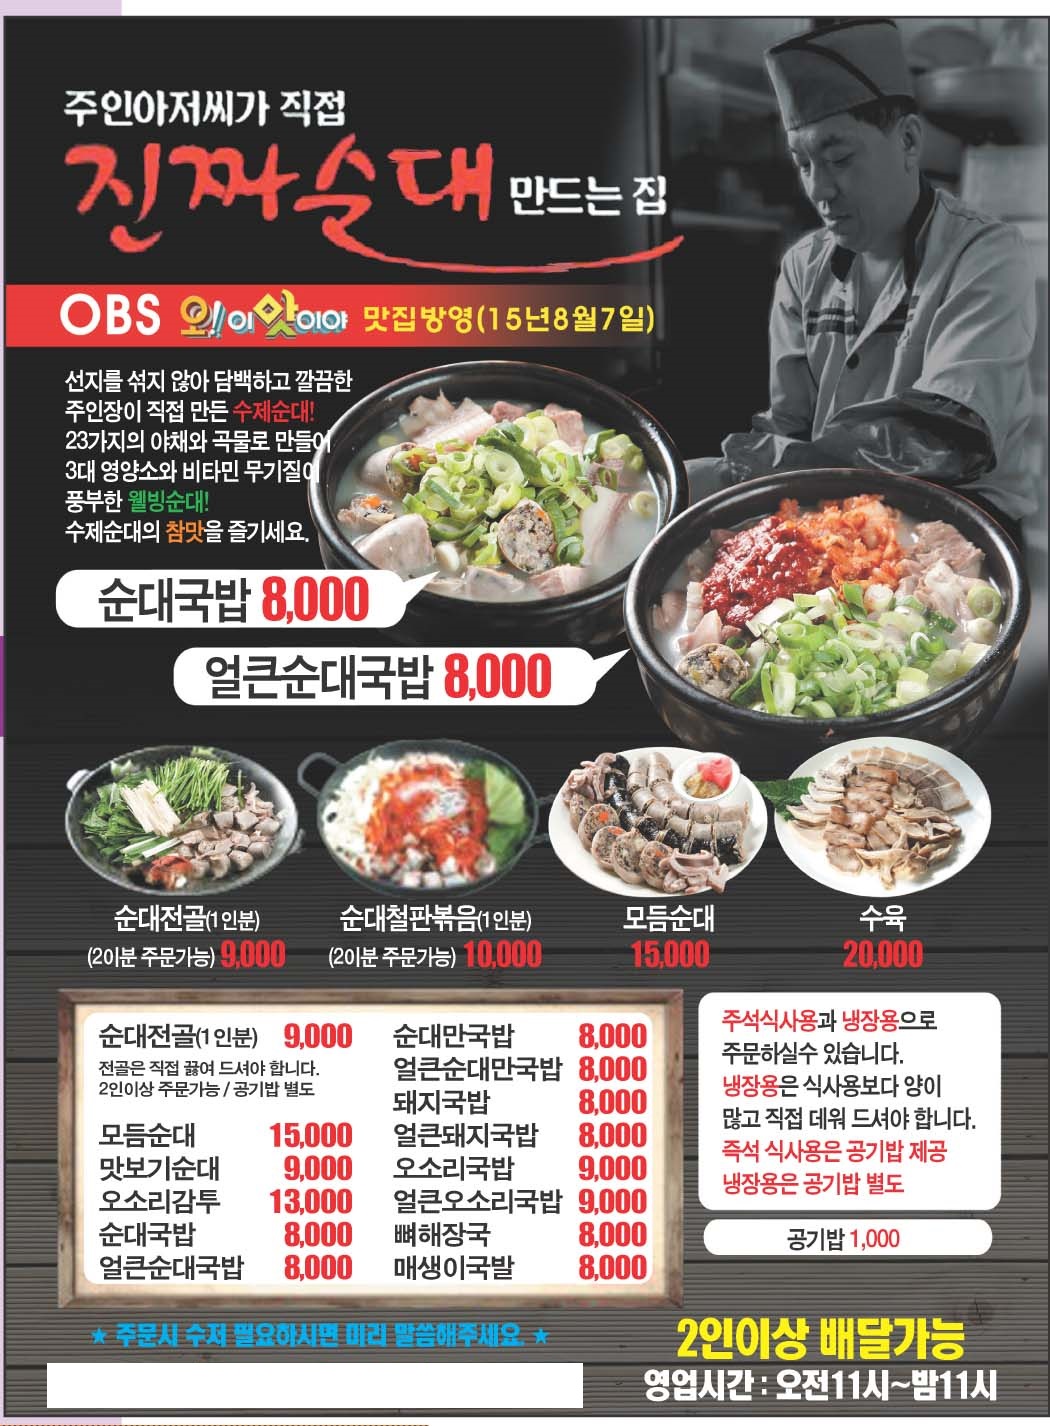 주인아저씨가 직접
진짜순대 만드는 집
OBS 오!이맛이야 맛집방영(15년8월7일)
선지를 섞지 않아 담백하고 깔끔한
주인장이 직접 만든 수제순대!
23가지의 야채와 곡물로 만들어
3대 영양소와 비타민 무기질이
풍부한 웰빙순대!
수제순대의 참맛을 즐기세요.
순대국밥 8,000
얼큰순대국밥 8,000
순대전골(1인분)
(2이분 주문가능) 9,000
순대철판볶음(1인분)
(2이분 주문가능) 10,000
모듬순대
15,000
수육
20,000
순대전골(1인분) 9,000
전골은 직접 끓여 드셔야 합니다.
2인이상 주문가능 / 공기밥 별도
모듬순대 15,000
맛보기순대 9,000
오소리감투 13,000
순대국밥 8,000
얼큰순대국밥 8,000
순대만국밥 8,000
얼큰순대만국밥 8,000
돼지국밥 8,000
얼큰돼지국밥 8,000
오소리국밥 9,000
얼큰오소리국밥 9,000
뼈해장국 8,000
매생이국발 8,000
주석식사용과 냉장용으로
주문하실수 있습니다.
냉장용은 식사용보다 양이
많고 직접 데워 드셔야 합니다.
즉석 식사용은 공기밥 제공
냉장용은 공기밥 별도
공기밥 1,000
★ 주문시 수저 필요하시면 미리 말씀해주세요. ★
2인이상 배달가능
영업시간 : 오전11시~밤11시